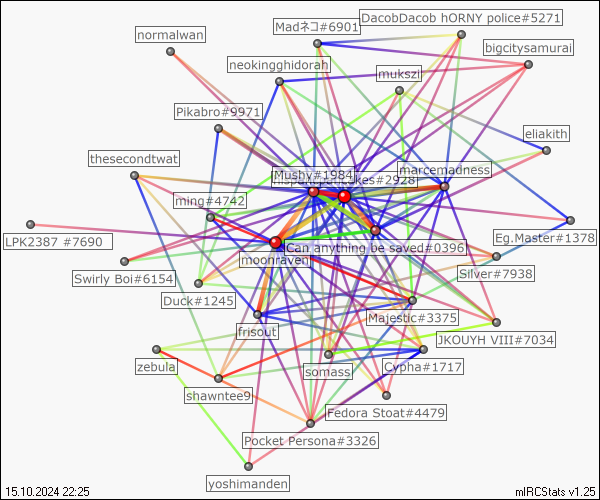 DacobDacob hORNY police#5271
Madネコ#6901
normalwan
bigcitysamurai
neokingghidorah
mukszi
Pikabro#9971
eliakith
thesecondtwat
marcemadness
Mushy#1984
#2928
ming#4742
LPK2387 #7690
Eg.Master#1378
Can anything be saved#0396
moonraven
Silver#7938
Swirly Boi#6154
Duck#1245
Majestic#3375
frisout
JKOUYH VIII#7034
zebula
somass
Cypha#1717
shawntee9
Fedora Stoat#4479
Pocket Persona#3326
yoshimanden
15.10.2024 22:25
mIRCStats v1.25